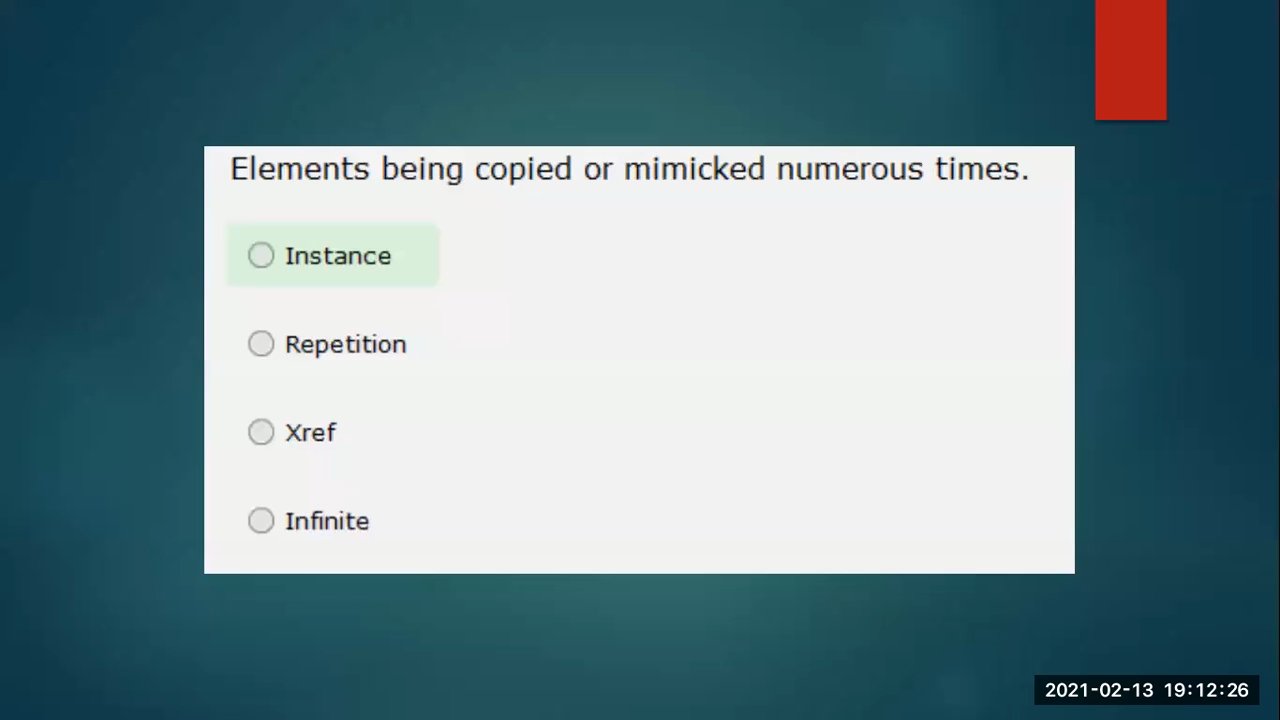 Elements being copied or mimicked numerous times.
Instance
Repetition
Xref
Infinite
2021-02-13 19:12:26